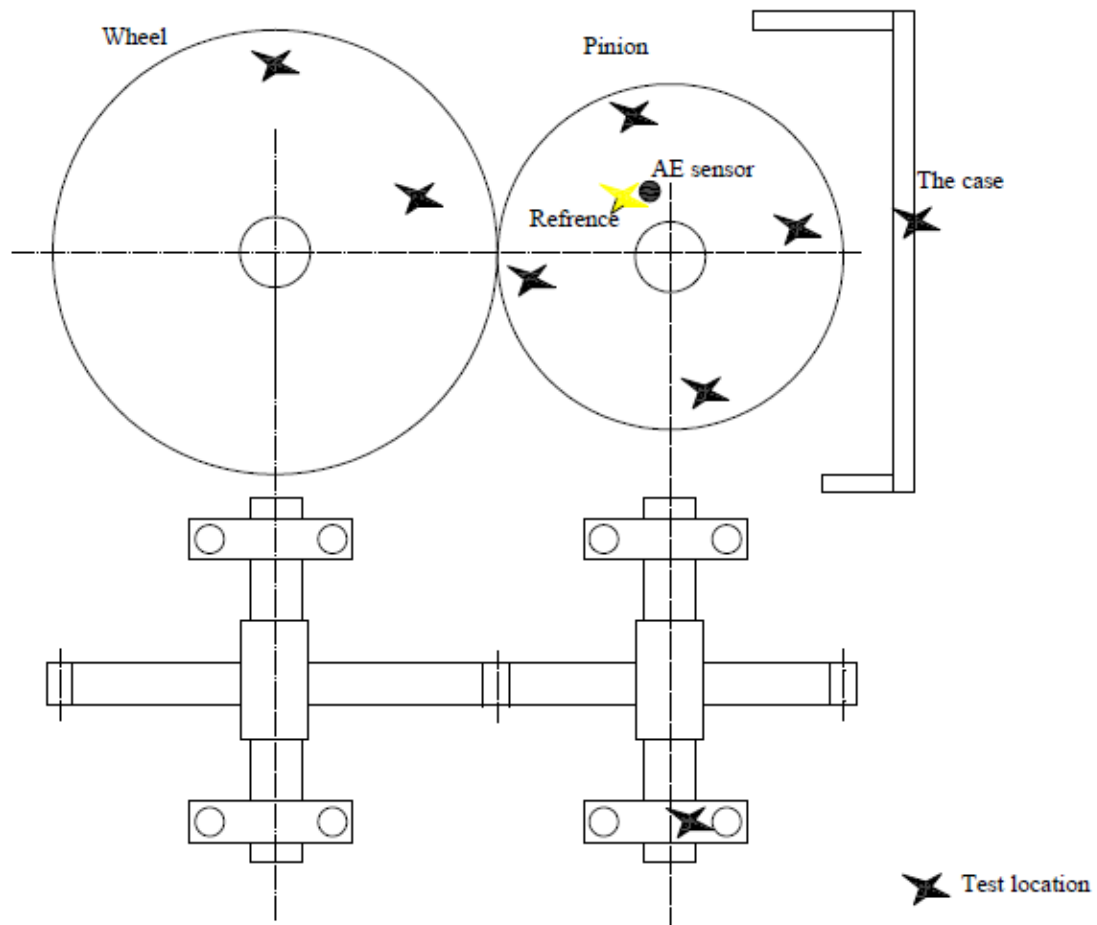 Wheel
Pinion
AE sensor
The case
Refrence
Test location